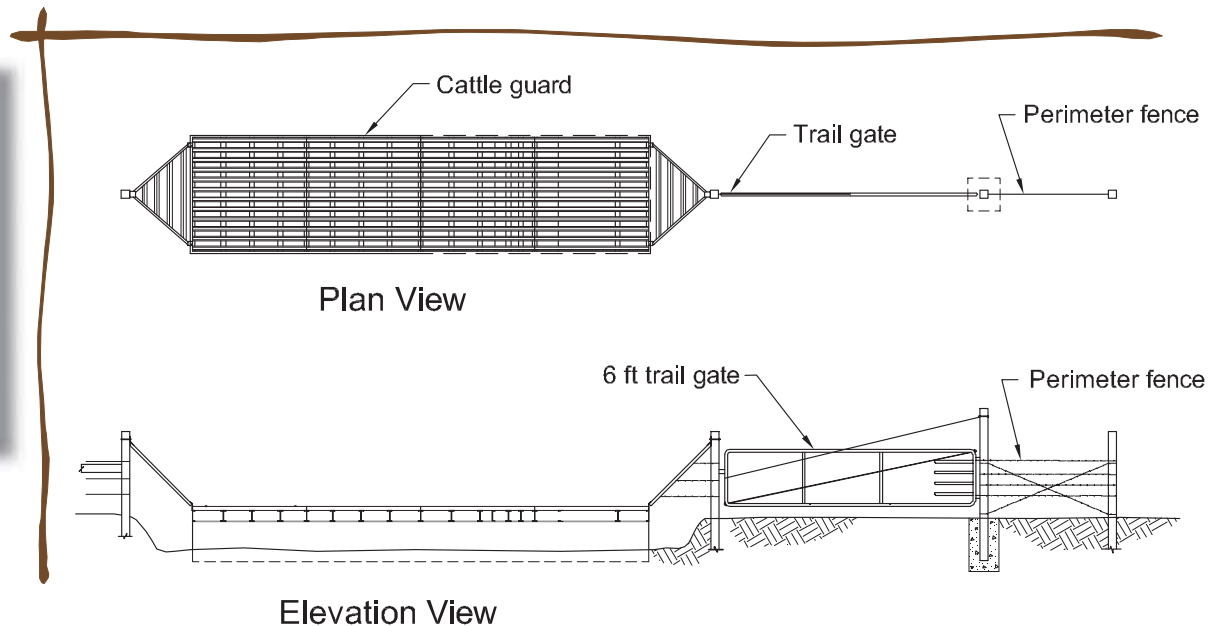 Cattle guard
Trail gate
Perimeter fence
Plan View
6 ft trail gate
Perimeter fence
Elevation View